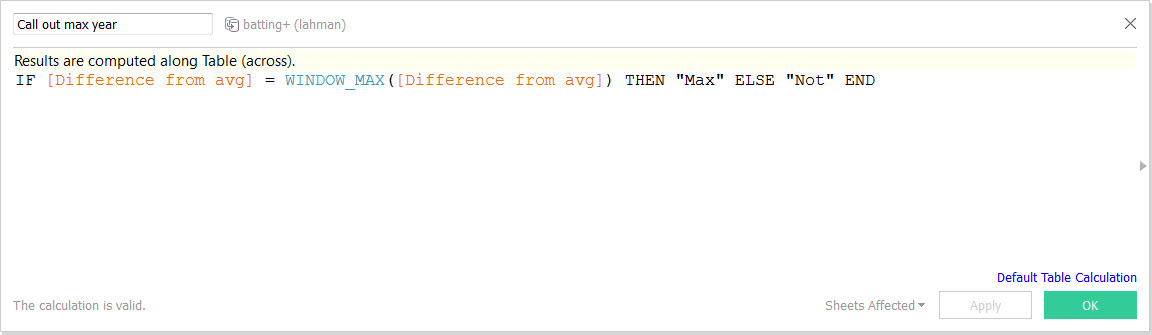 Call out max year
batting+ (lahman)
Results are computed along Table (across).
IF [Difference from avg] = WINDOW_MAX([Difference from avg]) THEN "Max" ELSE "Not" END
Default Table Calculation
The calculation is valid.
Sheets Affected
Apply
OK